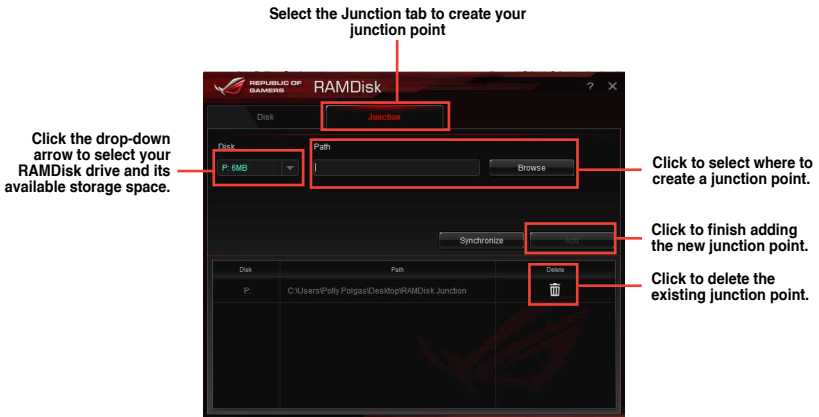 Select the Junction tab to create your
junction point
REPUBLIC OF
GAMERS
RAMDisk
? ×
Disk
Junction
Click the drop-down
arrow to select your
RAMDisk drive and its
available storage space.
Disk
Path
P: 6MB
Browse
Click to select where to
create a junction point.
Synchronize
Add
Click to finish adding
the new junction point.
Disk
Path
Delete
P:
C:\Users\Polly Polgas\Desktop\RAMDisk Junction
Click to delete the
existing junction point.